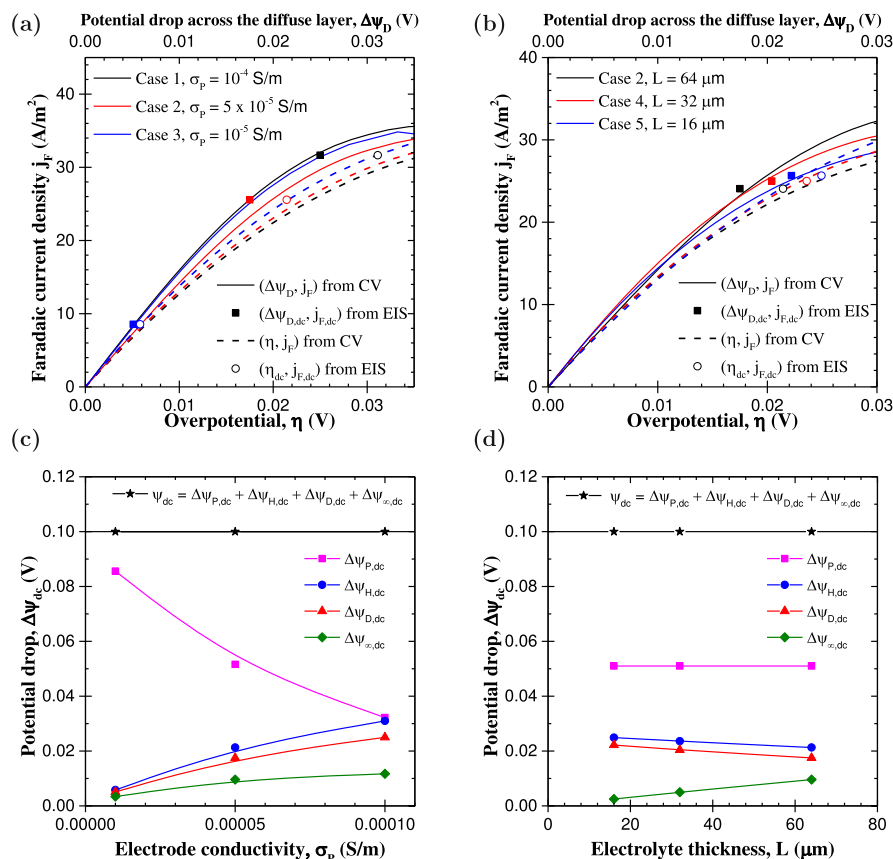 (a)
Potential drop across the diffuse layer, ΔΨD (V)
0.00 0.01 0.02 0.03
Case 1, σP = 10-4 S/m
Case 2, σP = 5 x 10-5 S/m
Case 3, σP = 10-5 S/m
(ΔψD, jF) from CV
(ΔψD,dc, jF,dc) from EIS
(η, jF) from CV
(ηdc, jF,dc) from EIS
Faradaic current density jF (A/m2)
40
30
20
10
0
0.00 0.01 0.02 0.03
Overpotential, η (V)
(b)
Potential drop across the diffuse layer, ΔΨD (V)
0.00 0.01 0.02 0.03
Case 2, L = 64 μm
Case 4, L = 32 μm
Case 5, L = 16 μm
(ΔψD, jF) from CV
(ΔψD,dc, jF,dc) from EIS
(η, jF) from CV
(ηdc, jF,dc) from EIS
Faradaic current density jF (A/m2)
40
30
20
10
0
0.00 0.01 0.02 0.03
Overpotential, η (V)
(c)
ψdc = ΔψP,dc + ΔψH,dc + ΔψD,dc + Δψ∞,dc
ΔψP,dc
ΔψH,dc
ΔψD,dc
Δψ∞,dc
Potential drop, Δψdc (V)
0.12
0.10
0.08
0.06
0.04
0.02
0.00
0.00000 0.00005 0.00010
Electrode conductivity, σP (S/m)
(d)
ψdc = ΔψP,dc + ΔψH,dc + ΔψD,dc + Δψ∞,dc
ΔψP,dc
ΔψH,dc
ΔψD,dc
Δψ∞,dc
Potential drop, Δψdc (V)
0.12
0.10
0.08
0.06
0.04
0.02
0.00
0 20 40 60 80
Electrolyte thickness, L (μm)